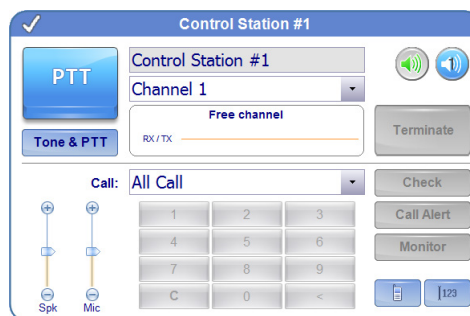 Control Station #1
PTT
Control Station #1
Channel 1
Free channel
RX / TX
Terminate
Tone & PTT
Call: All Call
Check
1 2 3
Call Alert
4 5 6
Monitor
7 8 9
C 0 <
123
Spk Mic
1